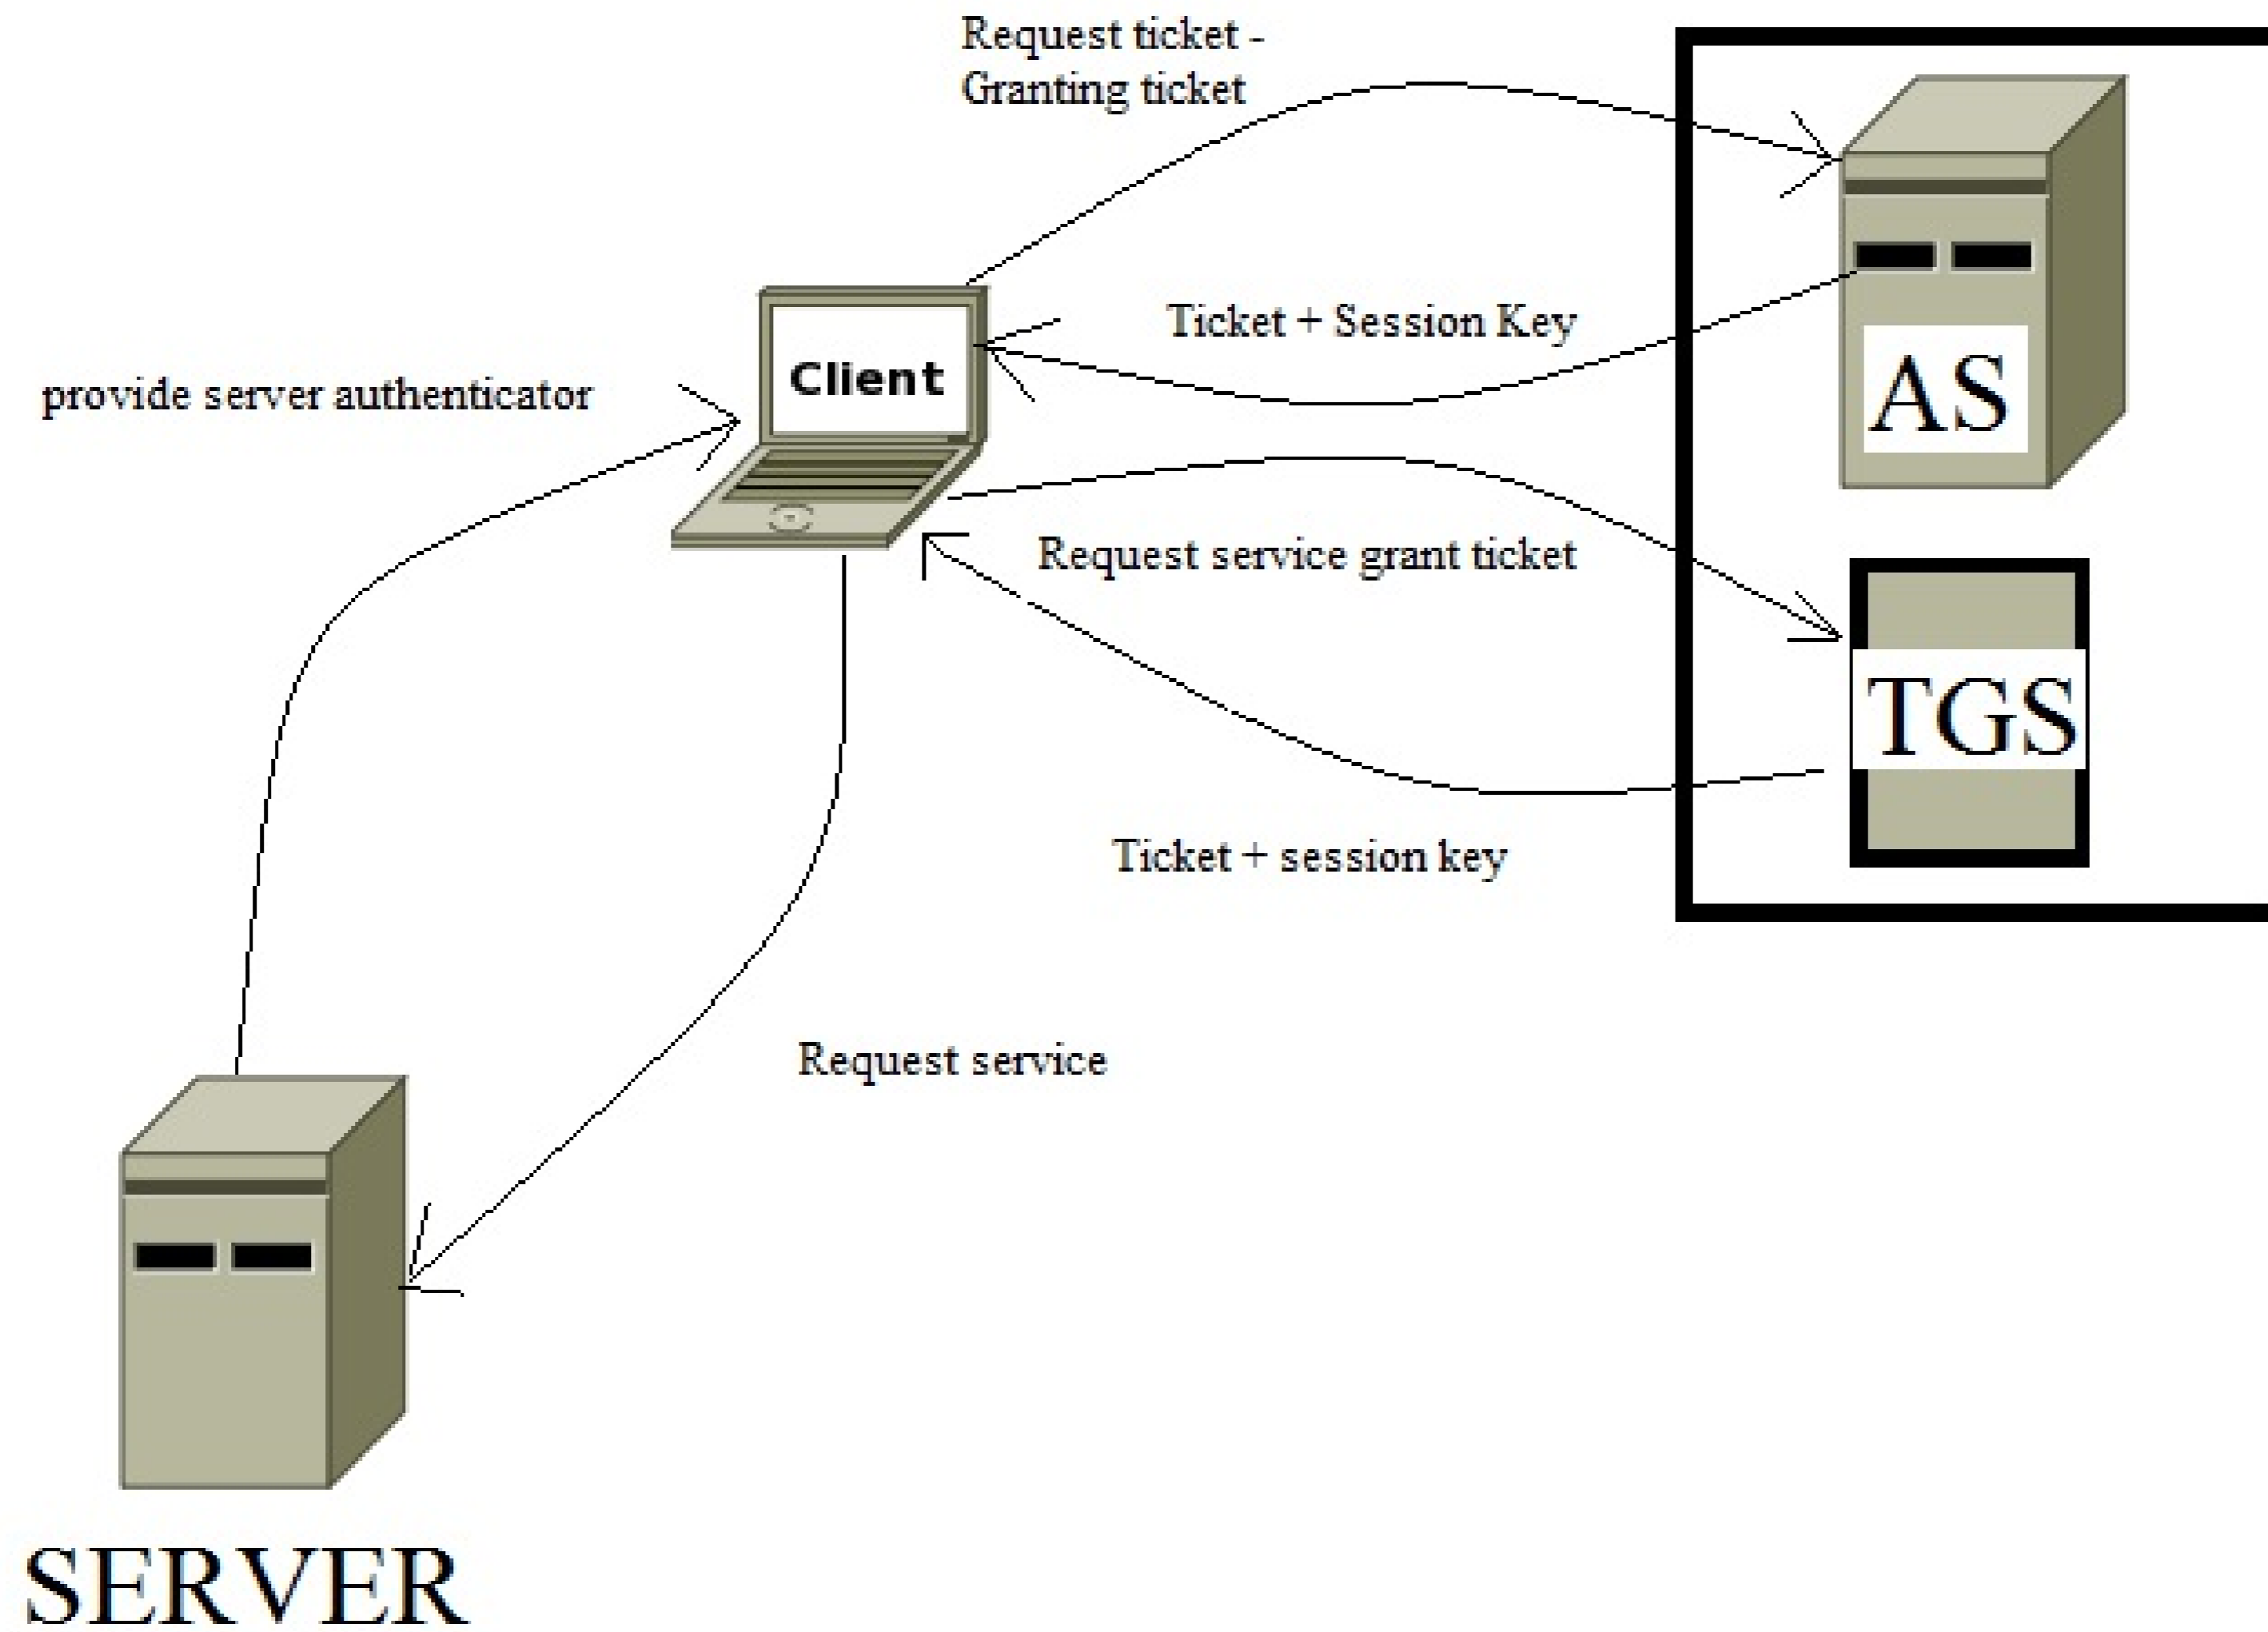 Request ticket -
Granting ticket
Ticket + Session Key
Client
AS
provide server authenticator
Request service grant ticket
TGS
Ticket + session key
Request service
SERVER